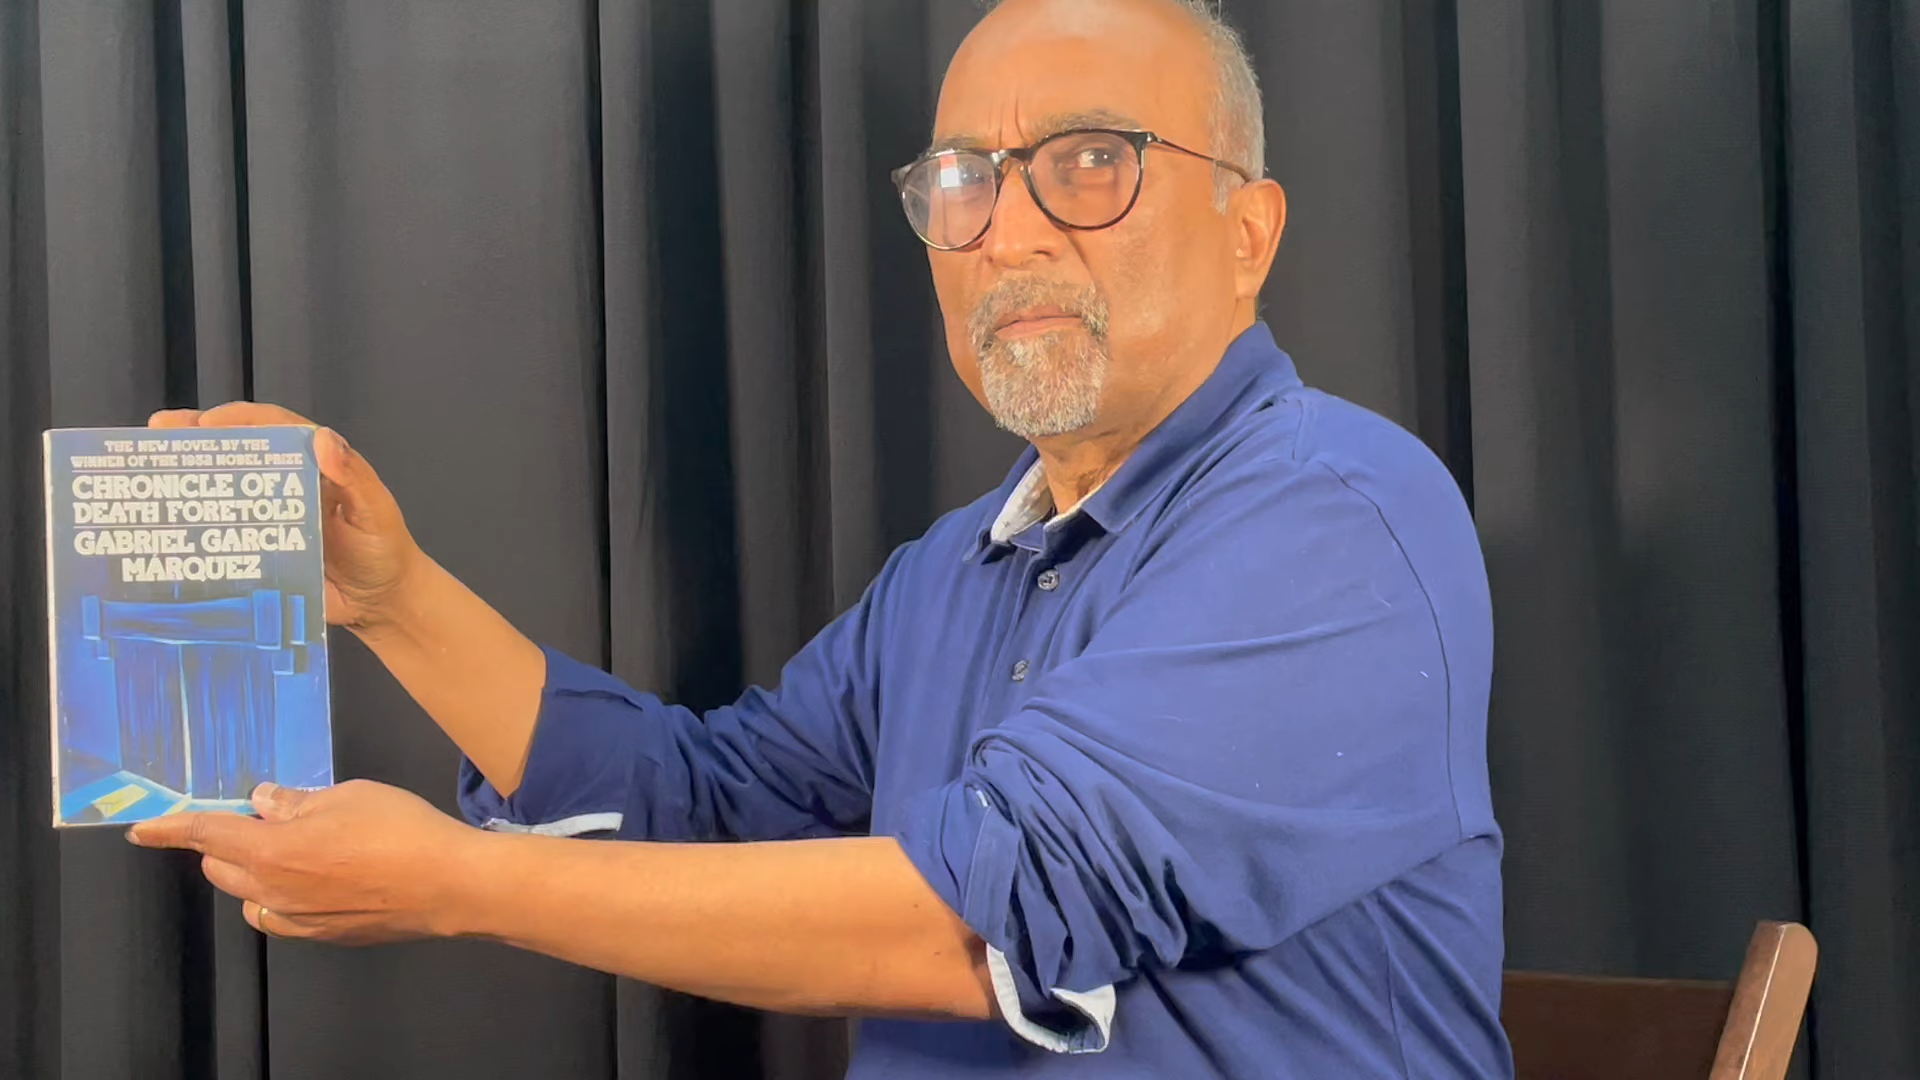 THE NEW NOVEL BY THE
WINNER OF THE 1982 NOBEL PRIZE
CHRONICLE OF A
DEATH FORETOLD
GABRIEL GARCÍA
MÁRQUEZ